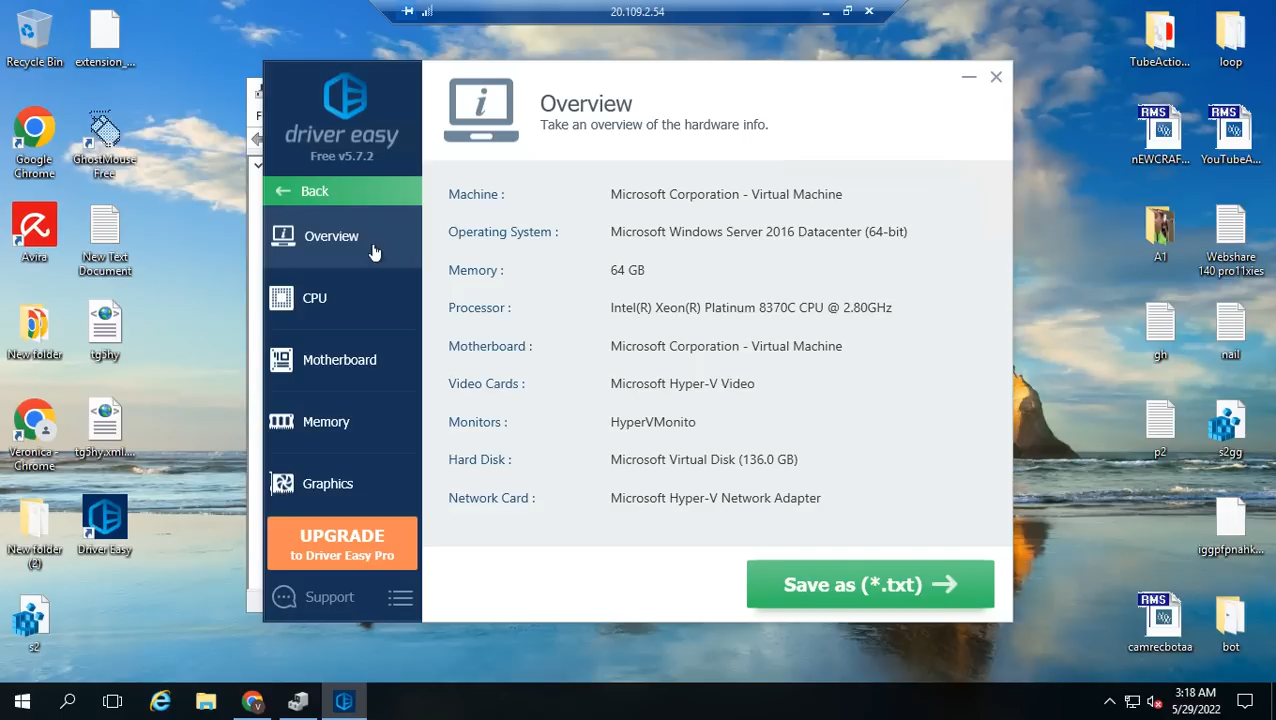 20.109.2.54
Recycle Bin
extension_...
Google
Chrome
GhostMouse
Free
Avira
New Text
Document
New folder
tg5hy
Veronica -
Chrome
tg5hy.xml....
New folder
(2)
Driver Easy
s2
driver easy
Free v5.7.2
Back
Overview
CPU
Motherboard
Memory
Graphics
UPGRADE
to Driver Easy Pro
Support
Overview
Take an overview of the hardware info.
Machine : Microsoft Corporation - Virtual Machine
Operating System : Microsoft Windows Server 2016 Datacenter (64-bit)
Memory : 64 GB
Processor : Intel(R) Xeon(R) Platinum 8370C CPU @ 2.80GHz
Motherboard : Microsoft Corporation - Virtual Machine
Video Cards : Microsoft Hyper-V Video
Monitors : HyperVMonito
Hard Disk : Microsoft Virtual Disk (136.0 GB)
Network Card : Microsoft Hyper-V Network Adapter
Save as (*.txt)
TubeActio...
loop
RMS
nEWCRAF...
RMS
YouTubeA...
A1
Webshare
140 pro11xies
gh
nail
p2
s2gg
iggpfpnahk...
RMS
camrecbotaa
bot
3:18 AM
5/29/2022